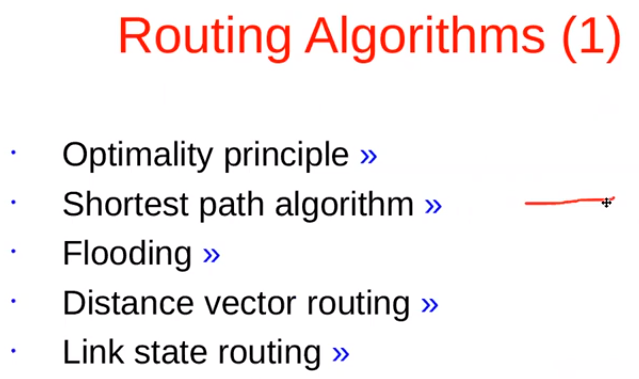 Routing Algorithms (1)
· Optimality principle »
· Shortest path algorithm »
· Flooding »
· Distance vector routing »
· Link state routing »